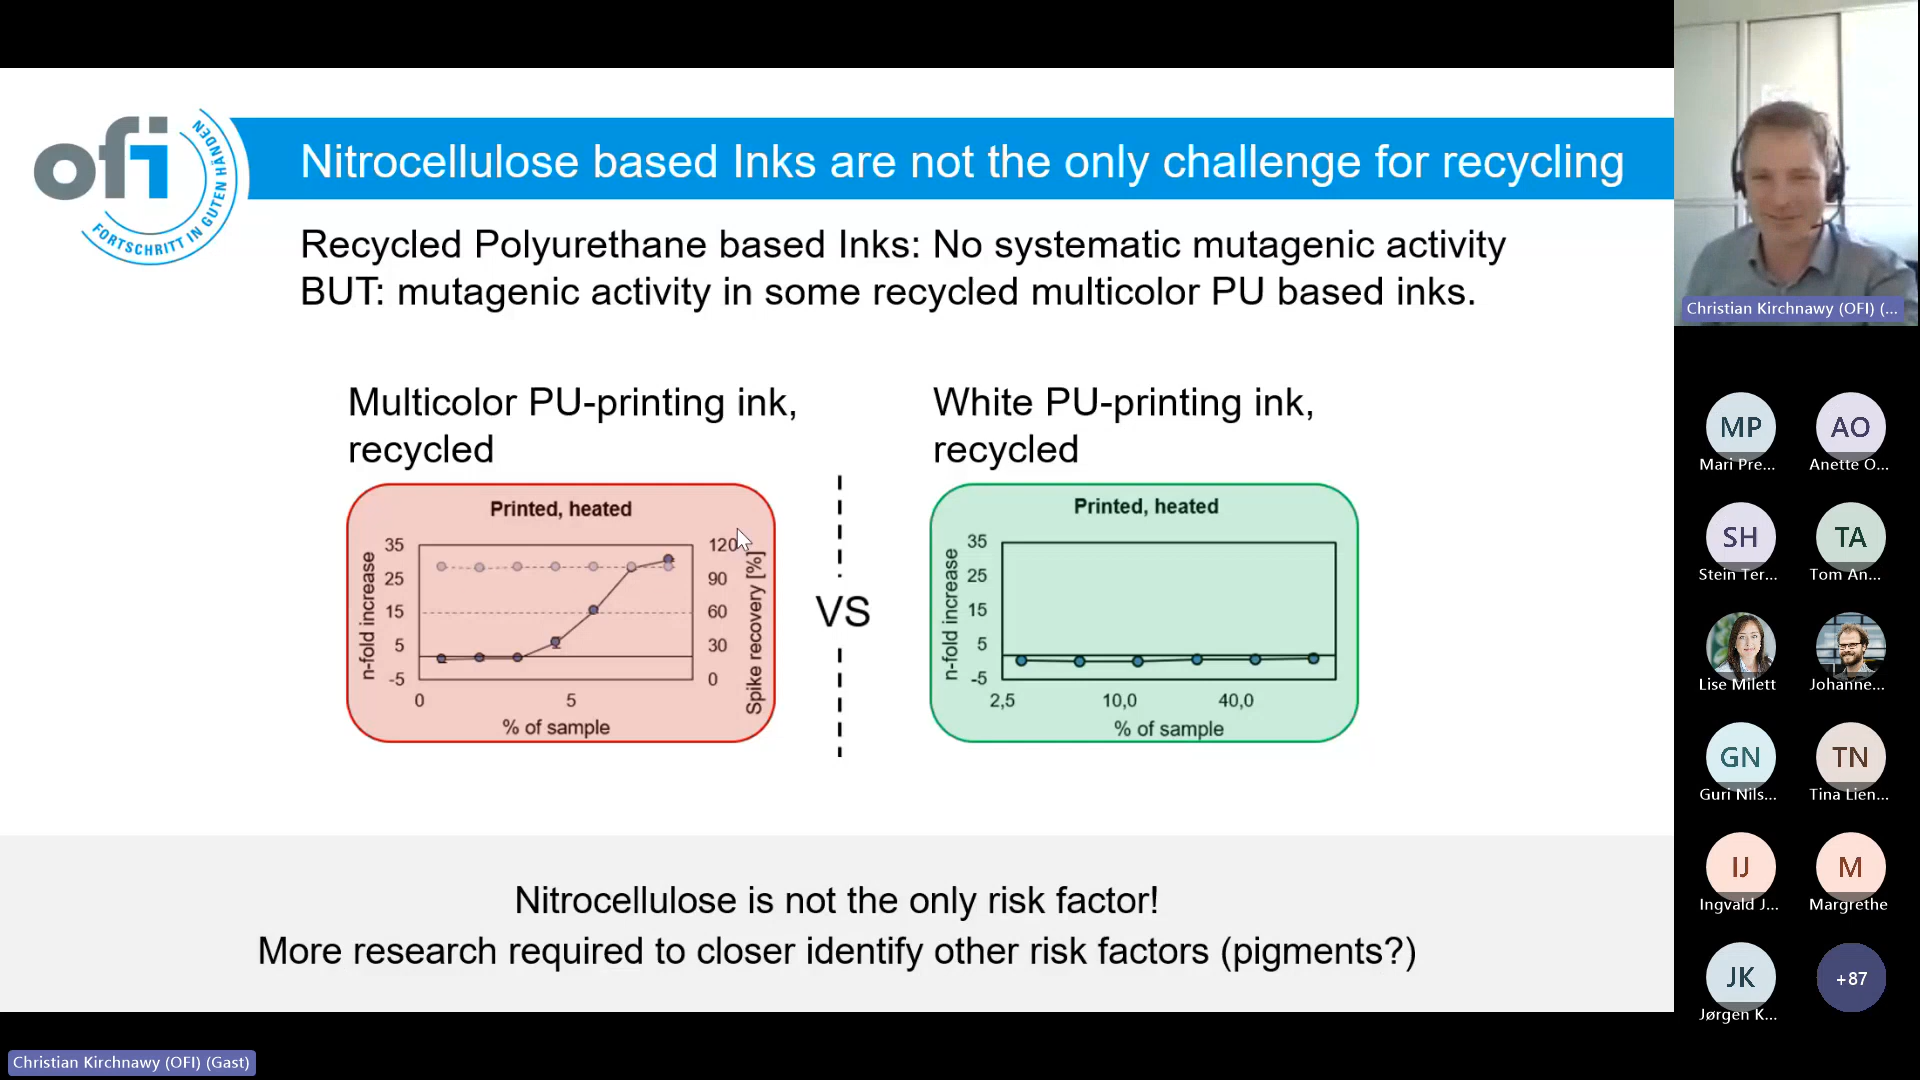 ofi
FORTSCHRITT IN GUTEN HÄNDEN
Nitrocellulose based Inks are not the only challenge for recycling
Recycled Polyurethane based Inks: No systematic mutagenic activity
BUT: mutagenic activity in some recycled multicolor PU based inks.
Multicolor PU-printing ink,
recycled
Printed, heated
n-fold increase
35
25
15
5
-5
120
90
60
30
0
Spike recovery [%]
0
5
% of sample
VS
White PU-printing ink,
recycled
Printed, heated
n-fold increase
35
25
15
5
-5
2,5
10,0
40,0
% of sample
Nitrocellulose is not the only risk factor!
More research required to closer identify other risk factors (pigments?)
Christian Kirchnawy (OFI) (Gast)
Christian Kirchnawy (OFI) (...
MP
Mari Pre...
AO
Anette O...
SH
Stein Ter...
TA
Tom An...
Lise Milett
Johanne...
GN
Guri Nils...
TN
Tina Lien...
IJ
Ingvald J...
M
Margrethe
JK
Jørgen K...
+87